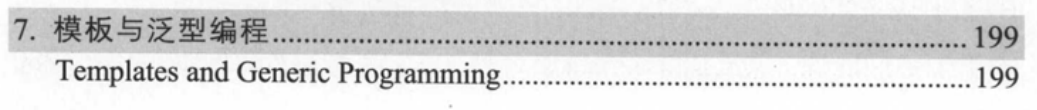 7. 模板与泛型编程........................................................................ 199
Templates and Generic Programming................................................ 199